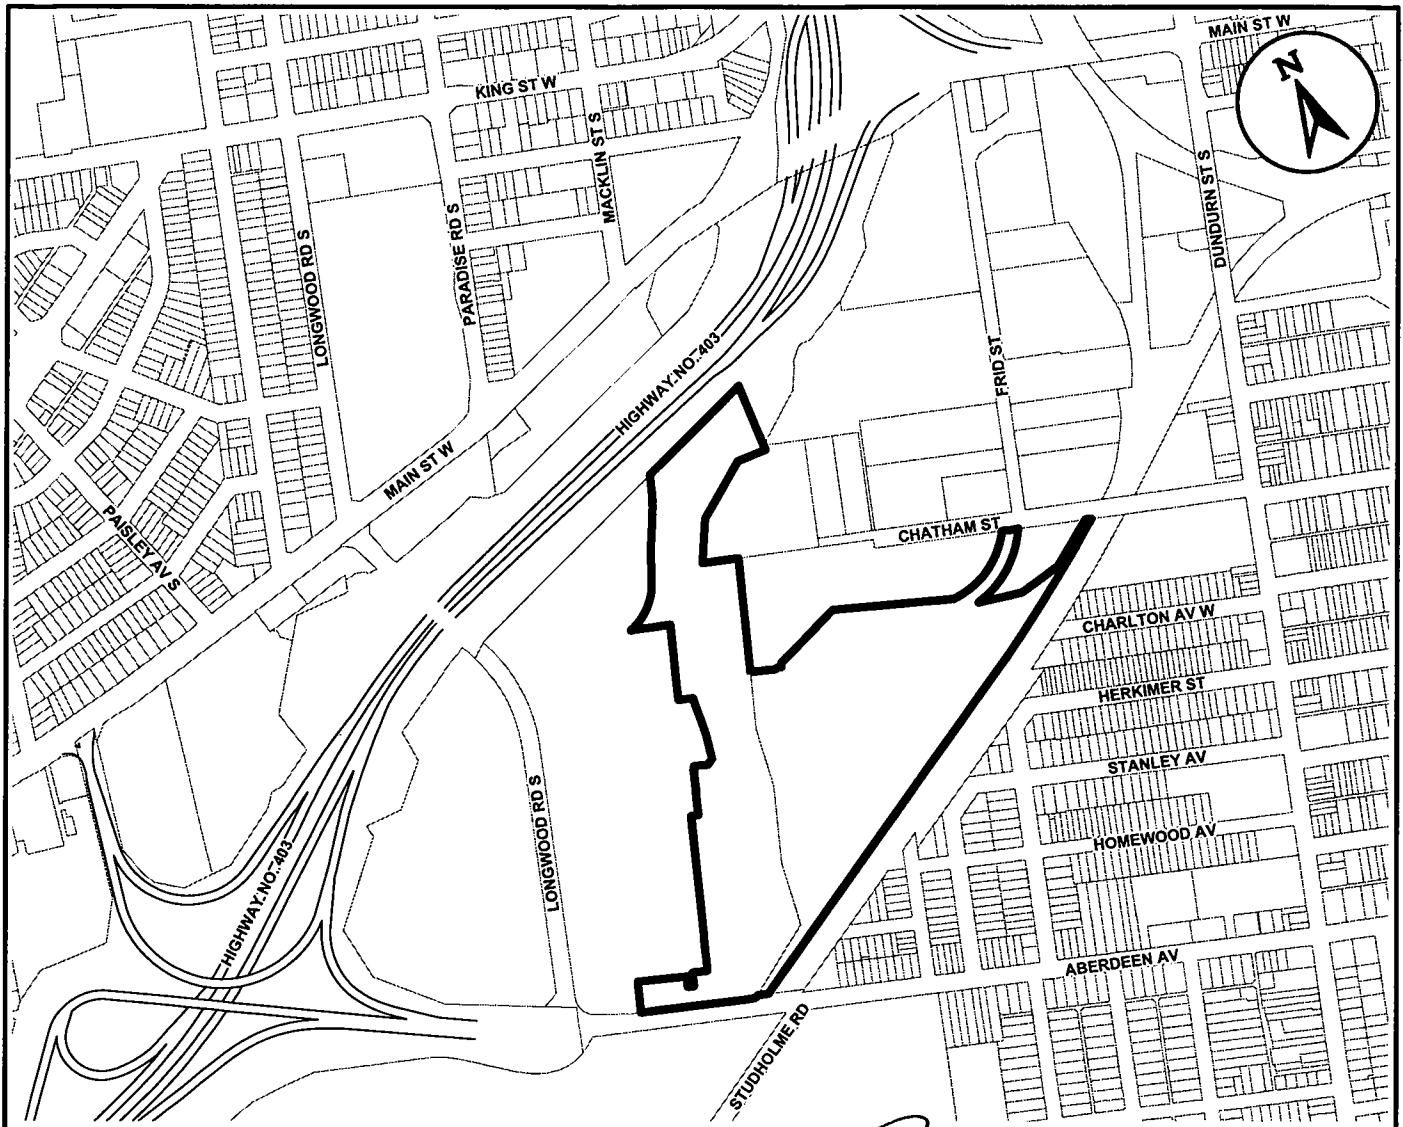 MAIN ST W
N
KING ST W
MACKLIN ST S
DUNDURN ST S
LONGWOOD RD S
PARADISE RD S
HIGHWAY NO. 403
FRID ST
MAIN ST W
PAISLEY AV S
CHATHAM ST
CHARLTON AV W
HERKIMER ST
STANLEY AV
LONGWOOD RD S
HOMEWOOD AV
HIGHWAY NO. 403
ABERDEEN AV
STUDHOLME RD